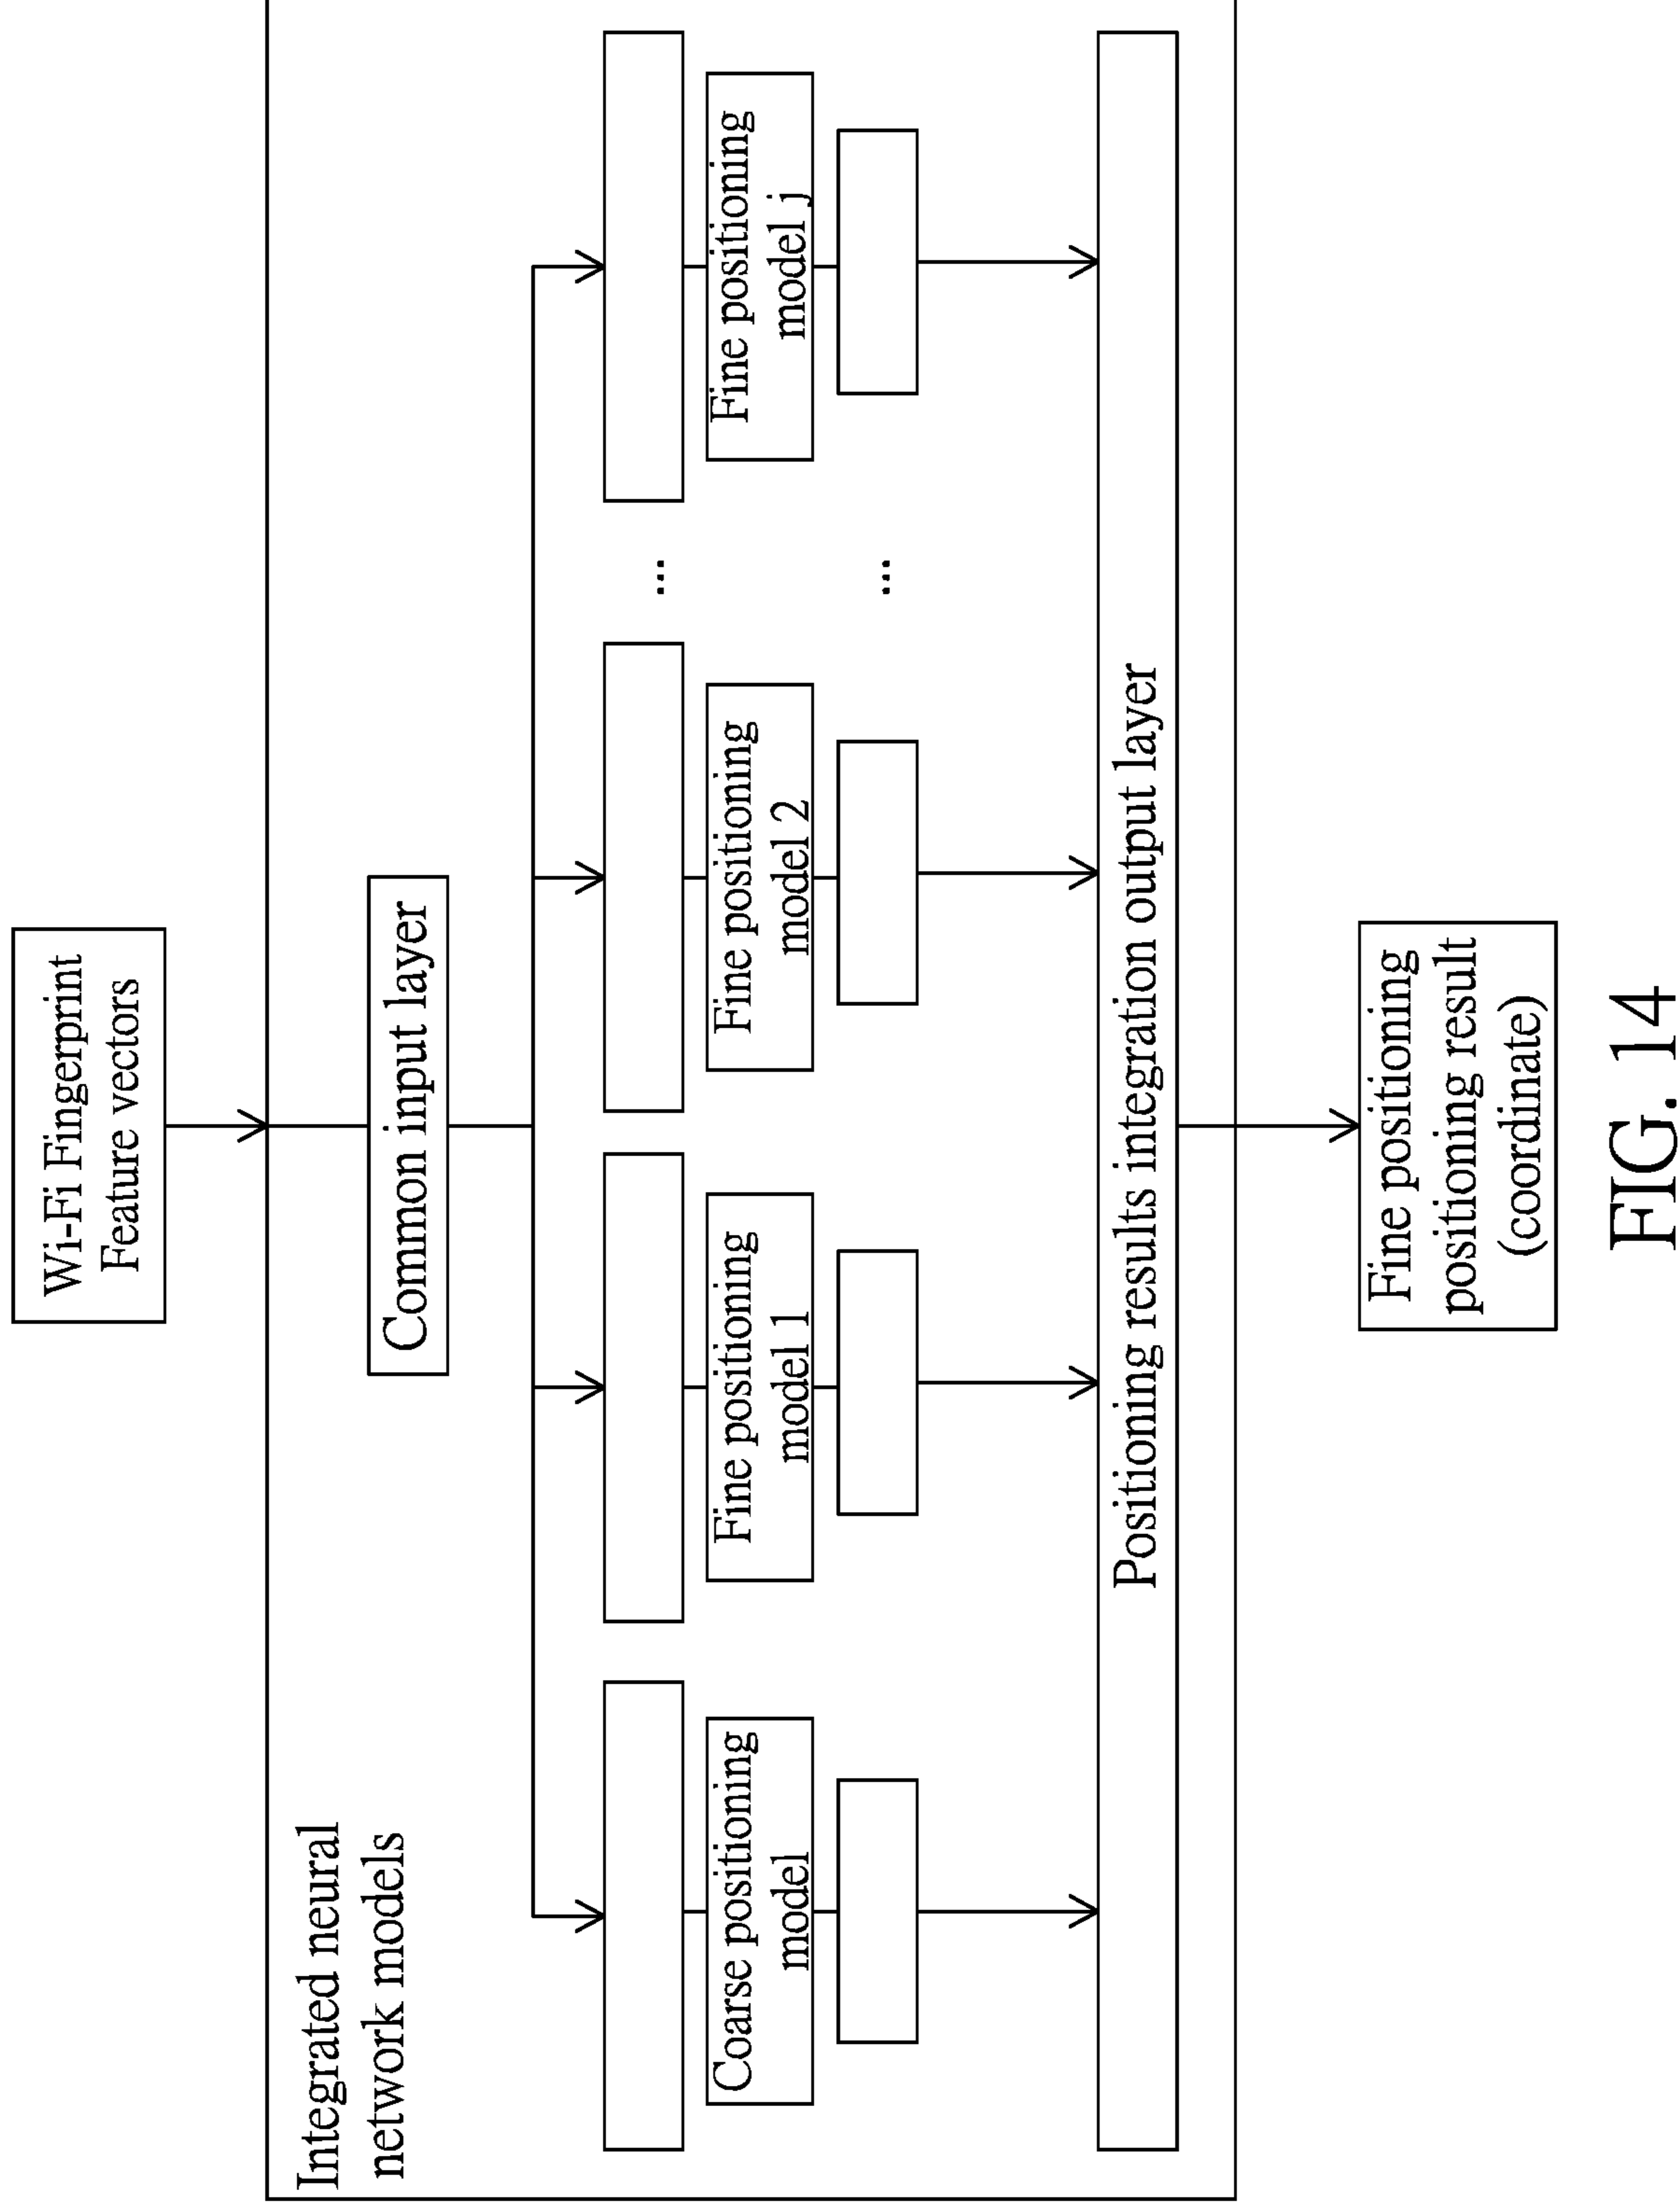 Wi-Fi Fingerprint
Feature vectors
Integrated neural
network models
Common input layer
Coarse positioning
model
Fine positioning
model 1
Fine positioning
model 2
...
Fine positioning
model j
...
Positioning results integration output layer
Fine positioning
positioning result
(coordinate)
FIG. 14